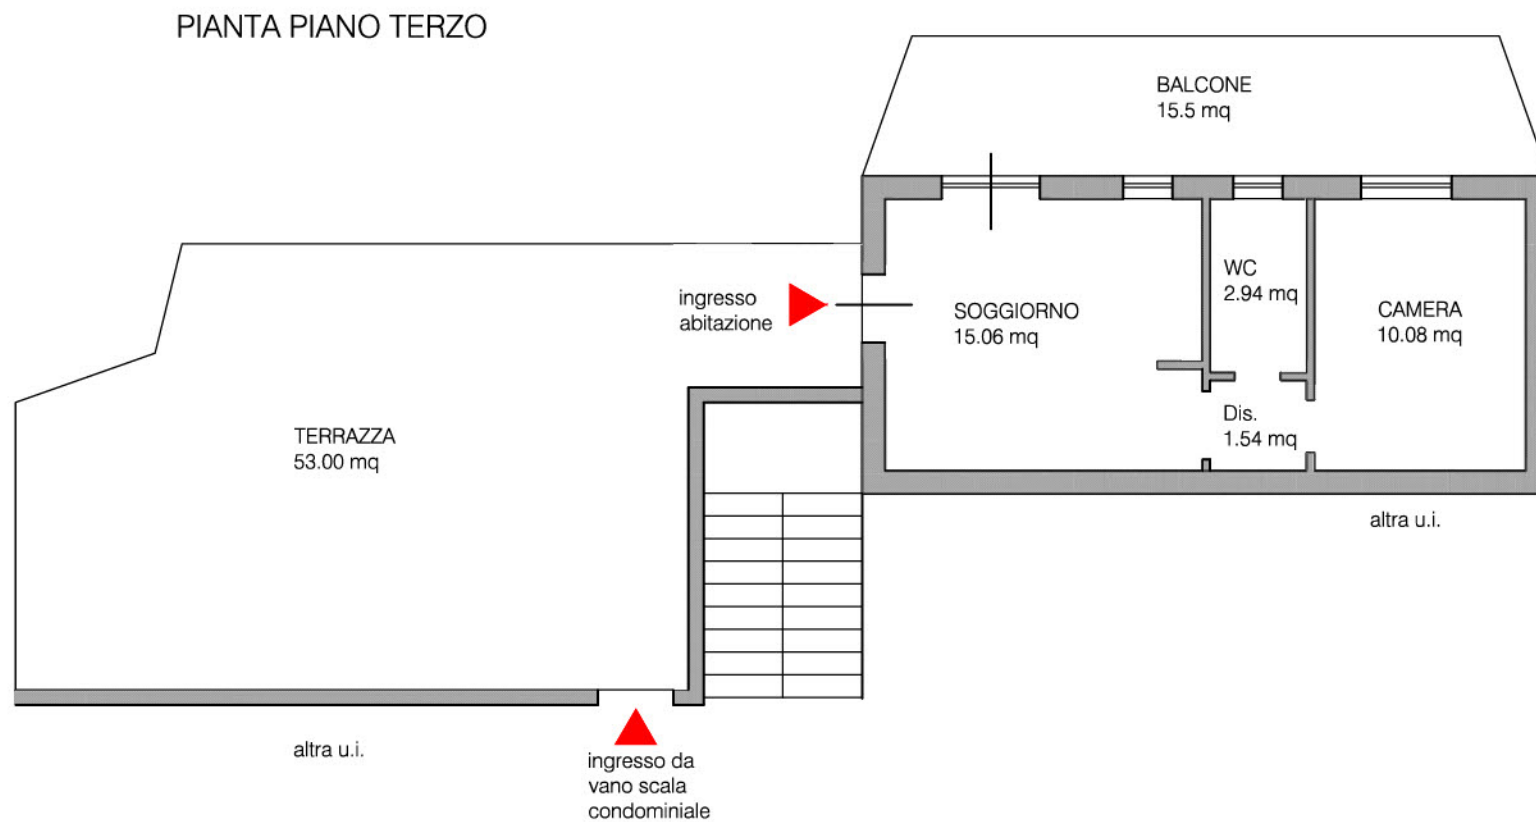 PIANTA PIANO TERZO
BALCONE
15.5 mq
ingresso
abitazione
SOGGIORNO
15.06 mq
WC
2.94 mq
CAMERA
10.08 mq
Dis.
1.54 mq
TERRAZZA
53.00 mq
altra u.i.
altra u.i.
ingresso da
vano scala
condominiale